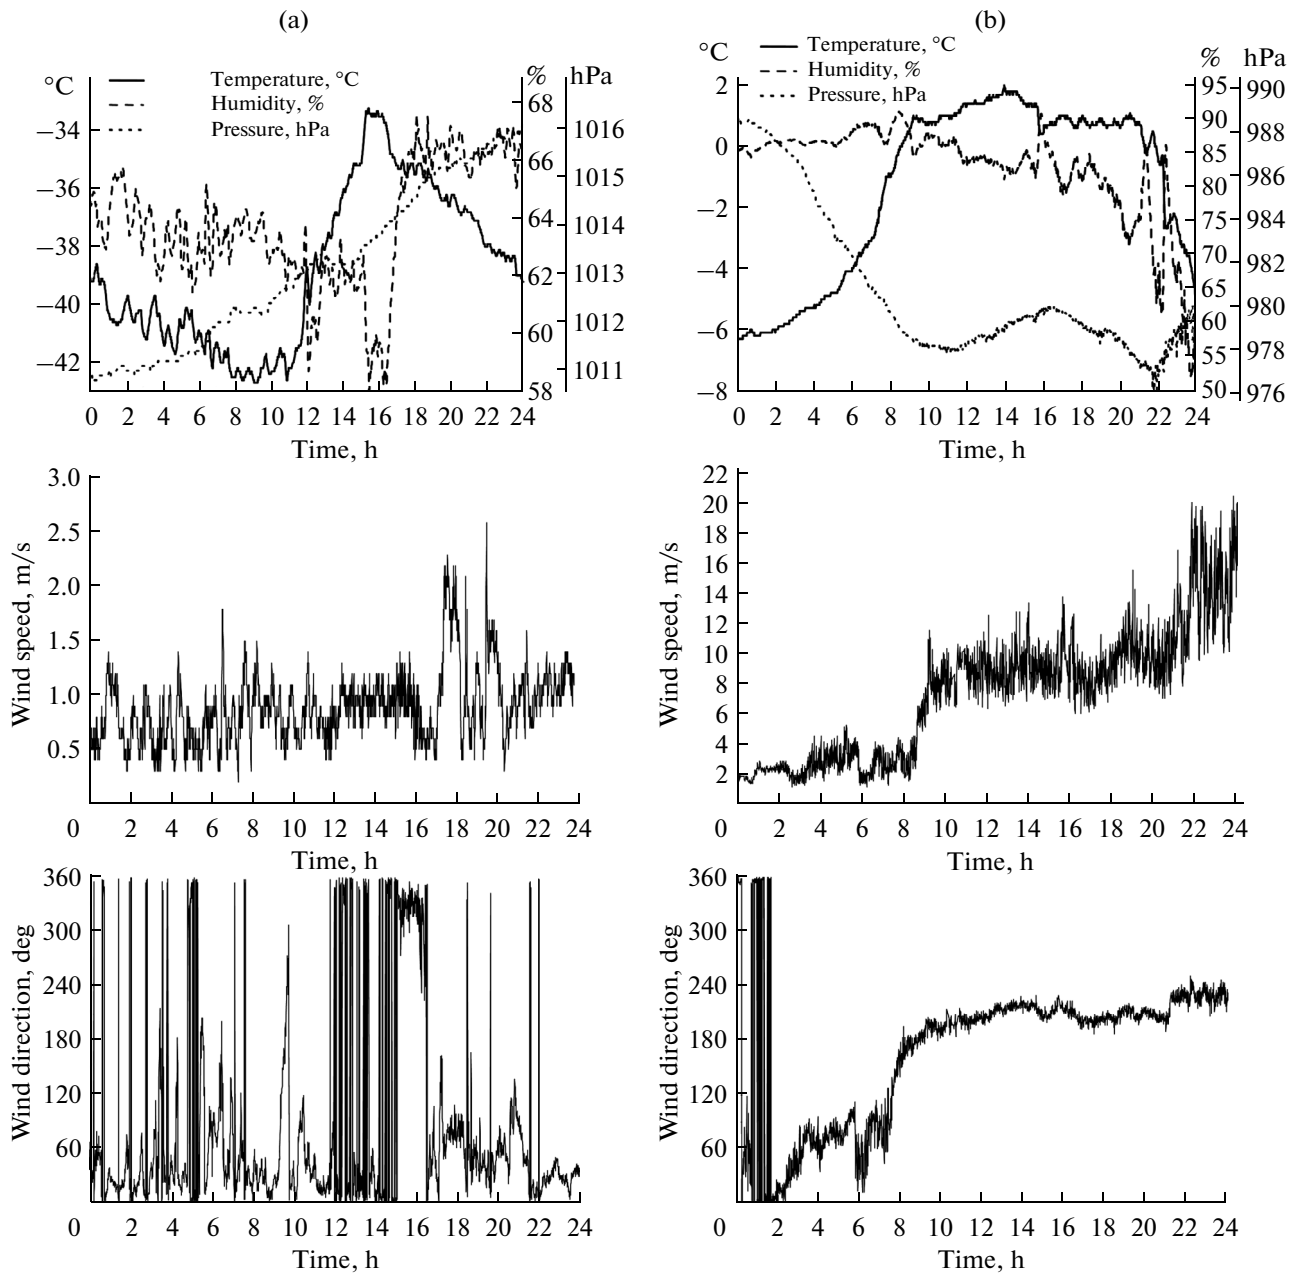 (a)
°C
Temperature, °C
Humidity, %
Pressure, hPa
% hPa
−34
−36
−38
−40
−42
68
66
64
62
60
58
1016
1015
1014
1013
1012
1011
0 2 4 6 8 10 12 14 16 18 20 22 24
Time, h
(b)
°C
Temperature, °C
Humidity, %
Pressure, hPa
% hPa
2
0
−2
−4
−6
−8
95
90
85
80
75
70
65
60
55
50
990
988
986
984
982
980
978
976
0 2 4 6 8 10 12 14 16 18 20 22 24
Time, h
Wind speed, m/s
3.0
2.5
2.0
1.5
1.0
0.5
0 2 4 6 8 10 12 14 16 18 20 22 24
Time, h
Wind speed, m/s
22
20
18
16
14
12
10
8
6
4
2
0 2 4 6 8 10 12 14 16 18 20 22 24
Time, h
Wind direction, deg
360
300
240
180
120
60
0 2 4 6 8 10 12 14 16 18 20 22 24
Time, h
Wind direction, deg
360
300
240
180
120
60
0 2 4 6 8 10 12 14 16 18 20 22 24
Time, h